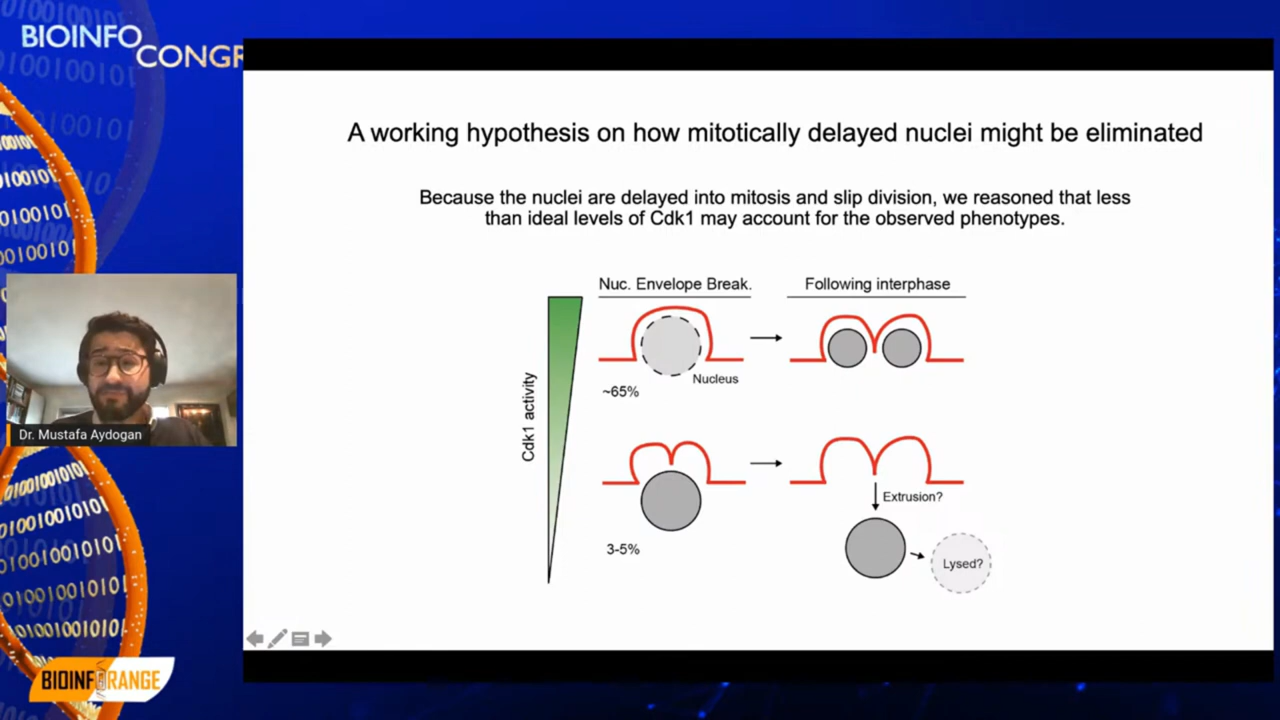 BIOINFO
CONGR
A working hypothesis on how mitotically delayed nuclei might be eliminated
Because the nuclei are delayed into mitosis and slip division, we reasoned that less
than ideal levels of Cdk1 may account for the observed phenotypes.
Nuc. Envelope Break.
Following interphase
Cdk1 activity
Nucleus
~65%
Extrusion?
3-5%
Lysed?
Dr. Mustafa Aydogan
BIOINFORANGE